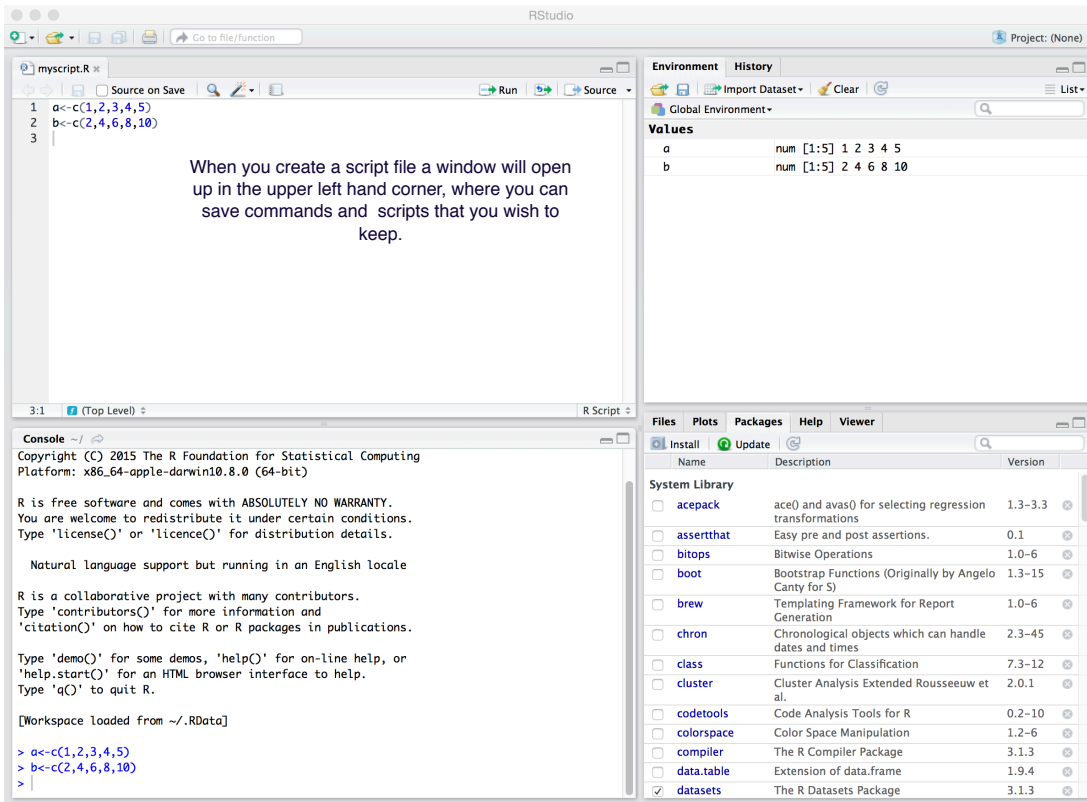 RStudio
Go to file/function
Project: (None)
myscript.R
Source on Save
Run
Source
1 a<-c(1,2,3,4,5)
2 b<-c(2,4,6,8,10)
3
When you create a script file a window will open
up in the upper left hand corner, where you can
save commands and scripts that you wish to
keep.
3:1 (Top Level) R Script
Console ~/
Copyright (C) 2015 The R Foundation for Statistical Computing
Platform: x86_64-apple-darwin10.8.0 (64-bit)
R is free software and comes with ABSOLUTELY NO WARRANTY.
You are welcome to redistribute it under certain conditions.
Type 'license()' or 'licence()' for distribution details.
Natural language support but running in an English locale
R is a collaborative project with many contributors.
Type 'contributors()' for more information and
'citation()' on how to cite R or R packages in publications.
Type 'demo()' for some demos, 'help()' for on-line help, or
'help.start()' for an HTML browser interface to help.
Type 'q()' to quit R.
[Workspace loaded from ~/.RData]
> a<-c(1,2,3,4,5)
> b<-c(2,4,6,8,10)
>
Environment History
Import Dataset Clear List
Global Environment
Values
a num [1:5] 1 2 3 4 5
b num [1:5] 2 4 6 8 10
Files Plots Packages Help Viewer
Install Update
Name Description Version
System Library
acepack ace() and avas() for selecting regression 1.3-3.3
transformations
assertthat Easy pre and post assertions. 0.1
bitops Bitwise Operations 1.0-6
boot Bootstrap Functions (Originally by Angelo 1.3-15
Canty for S)
brew Templating Framework for Report 1.0-6
Generation
chron Chronological objects which can handle 2.3-45
dates and times
class Functions for Classification 7.3-12
cluster Cluster Analysis Extended Rousseeuw et 2.0.1
al.
codetools Code Analysis Tools for R 0.2-10
colorspace Color Space Manipulation 1.2-6
compiler The R Compiler Package 3.1.3
data.table Extension of data.frame 1.9.4
datasets The R Datasets Package 3.1.3